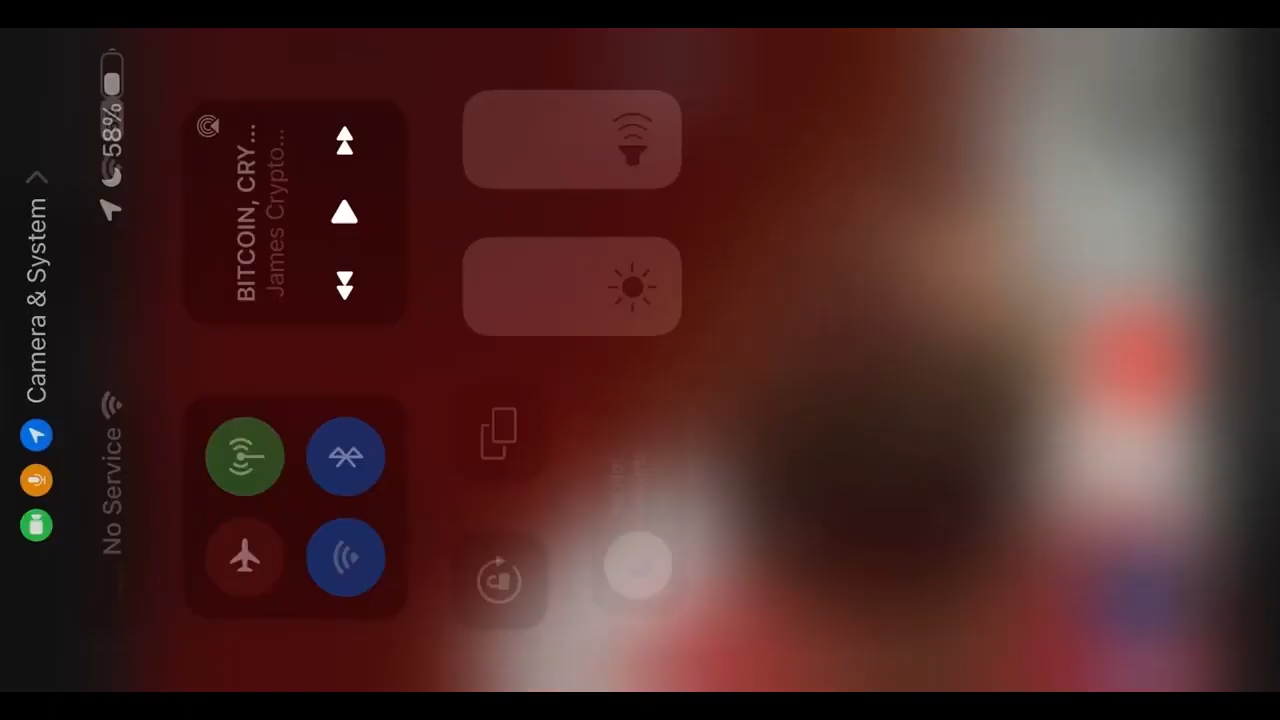 Camera & System
No Service
58%
BITCOIN, CRY...
James Crypto...